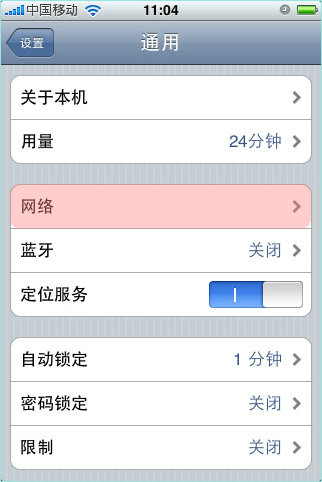 中国移动 11:04
设置 通用
关于本机
用量 24分钟
网络
蓝牙 关闭
定位服务
自动锁定 1 分钟
密码锁定 关闭
限制 关闭